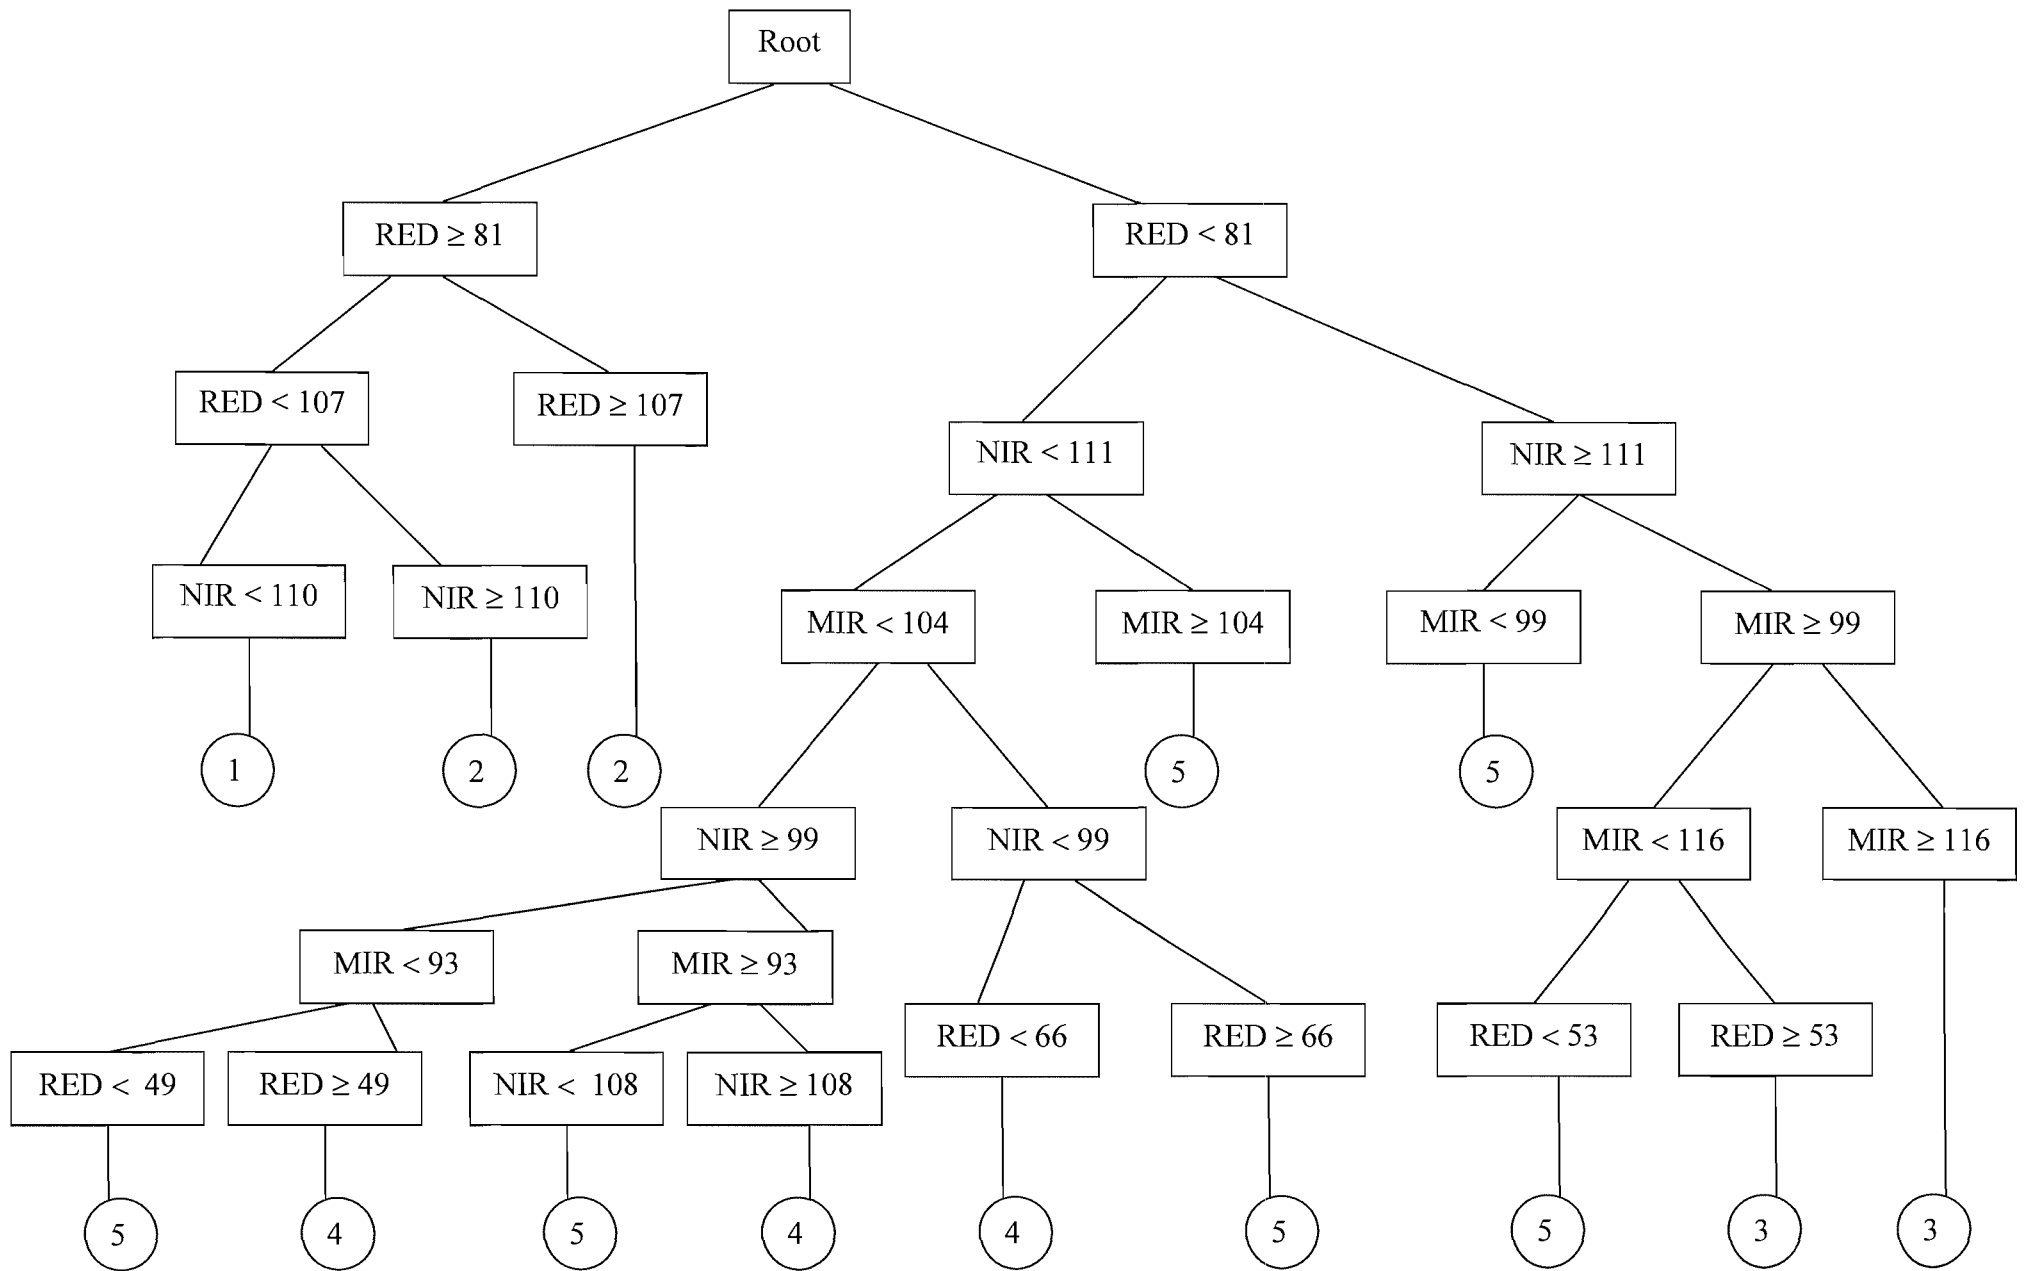 Root
RED ≥ 81
RED < 81
RED < 107
RED ≥ 107
NIR < 111
NIR ≥ 111
NIR < 110
NIR ≥ 110
MIR < 104
MIR ≥ 104
MIR < 99
MIR ≥ 99
1
2
2
5
5
NIR ≥ 99
NIR < 99
MIR < 116
MIR ≥ 116
MIR < 93
MIR ≥ 93
RED < 66
RED ≥ 66
RED < 53
RED ≥ 53
RED < 49
RED ≥ 49
NIR < 108
NIR ≥ 108
5
4
5
4
4
5
5
3
3